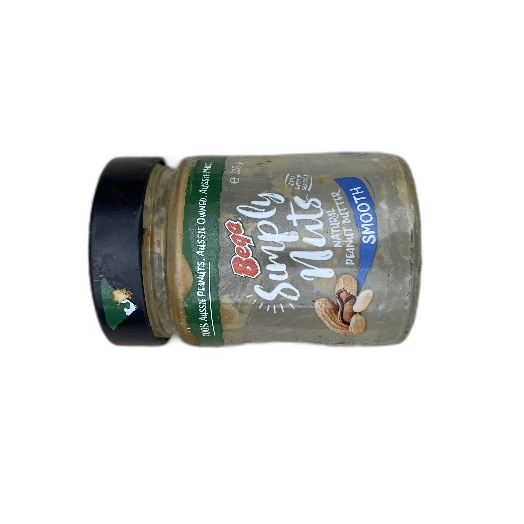 100% AUSSIE PEANUTS. AUSSIE OWNED. AUSSIE MADE.
Bega
Simply
Nuts
NATURAL
PEANUT BUTTER
SMOOTH